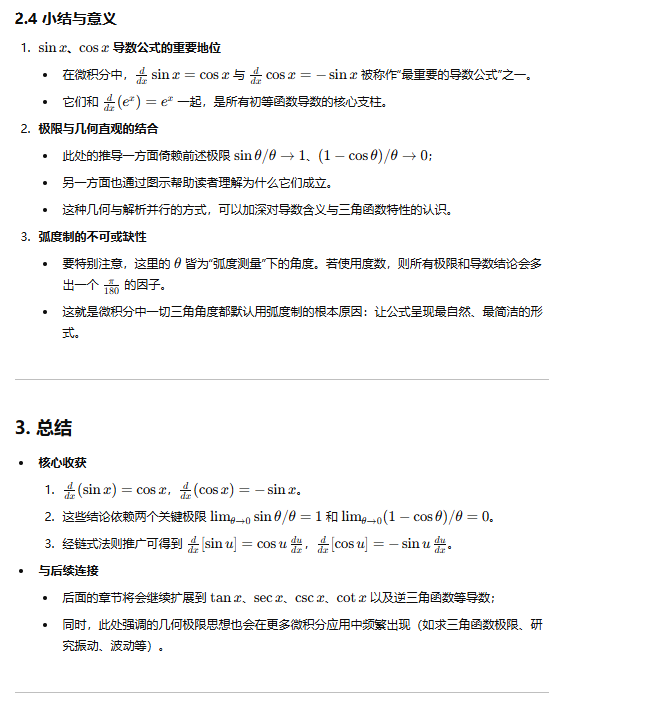 2.4 小结与意义
1. sin x、cos x 导数公式的重要地位
• 在微积分中，d/dx sin x = cos x 与 d/dx cos x = − sin x 被称作“最重要的导数公式”之一。
• 它们和 d/dx (e^x) = e^x 一起，是所有初等函数导数的核心支柱。
2. 极限与几何直观的结合
• 此处的推导一方面倚赖前述极限 sin θ/θ → 1、(1 − cos θ)/θ → 0；
• 另一方面也通过图示帮助读者理解为什么它们成立。
• 这种几何与解析并行的方式，可以加深对导数含义与三角函数特性的认识。
3. 弧度制的不可或缺性
• 要特别注意，这里的 θ 皆为“弧度测量”下的角度。若使用度数，则所有极限和导数结论会多
出一个 π/180 的因子。
• 这就是微积分中一切三角角度都默认用弧度制的根本原因：让公式呈现最自然、最简洁的形
式。
3. 总结
• 核心收获
1. d/dx (sin x) = cos x，d/dx (cos x) = − sin x。
2. 这些结论依赖两个关键极限 lim_{θ→0} sin θ/θ = 1 和 lim_{θ→0}(1 − cos θ)/θ = 0。
3. 经链式法则推广可得到 d/dx [sin u] = cos u du/dx，d/dx [cos u] = − sin u du/dx。
• 与后续连接
• 后面的章节将会继续扩展到 tan x、sec x、csc x、cot x 以及逆三角函数等导数；
• 同时，此处强调的几何极限思想也会在更多微积分应用中频繁出现（如求三角函数极限、研
究振动、波动等）。